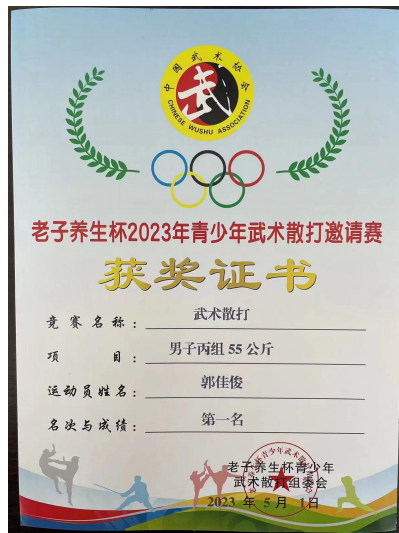 中国武术协会
武
CHINESE WUSHU ASSOCIATION
老子养生杯2023年青少年武术散打邀请赛
获奖证书
竞赛名称： 武术散打
项 目： 男子丙组 55 公斤
运动员姓名： 郭佳俊
名次与成绩： 第一名
老子养生杯青少年
武术散打组委会
2023 年 5 月 1日